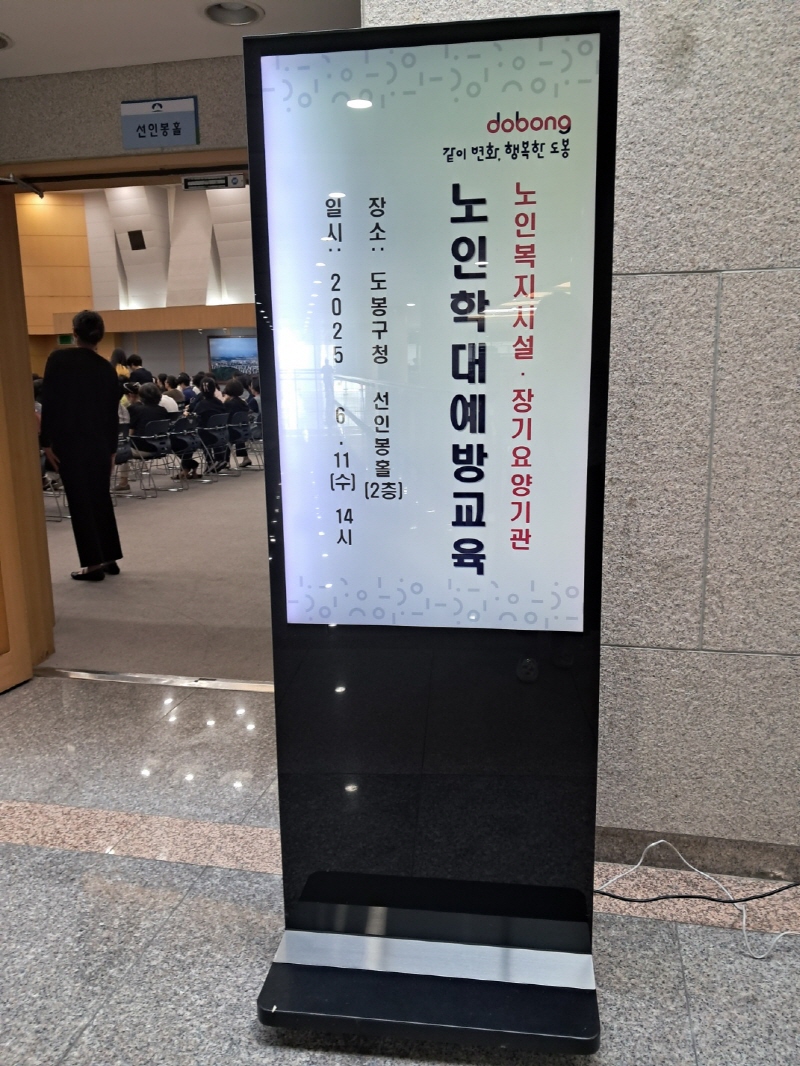 선인봉홀
dobong
같이 변화, 행복한 도봉
노인복지시설 · 장기요양기관
노인학대예방교육
장소: 도봉구청 선인봉홀(2층)
일시: 2025 6. 11(수) 14시